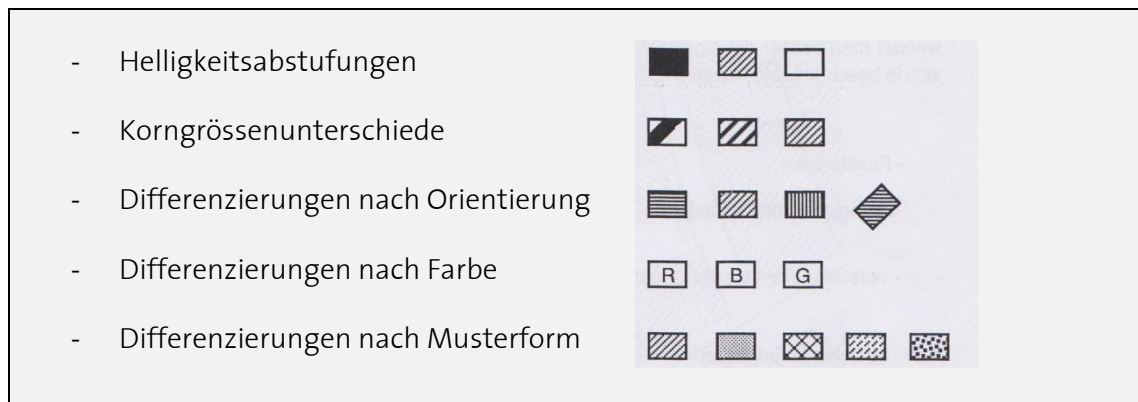 - Helligkeitsabstufungen
- Korngrössenunterschiede
- Differenzierungen nach Orientierung
- Differenzierungen nach Farbe R B G
- Differenzierungen nach Musterform